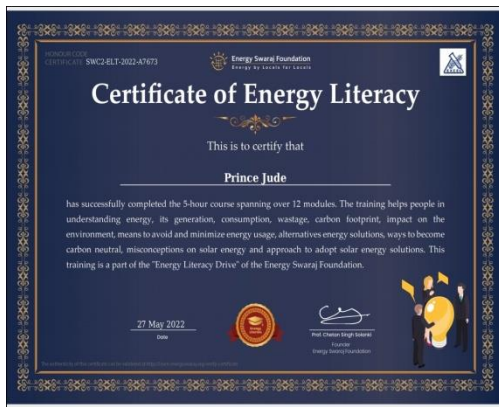 HONOUR CODE
CERTIFICATE SWC2-ELT-2022-A7673
Energy Swaraj Foundation
Energy by Locals for Locals
Certificate of Energy Literacy
This is to certify that
Prince Jude
has successfully completed the 5-hour course spanning over 12 modules. The training helps people in
understanding energy, its generation, consumption, wastage, carbon footprint, impact on the
environment, means to avoid and minimize energy usage, alternatives energy solutions, ways to become
carbon neutral, misconceptions on solar energy and approach to adopt solar energy solutions. This
training is a part of the "Energy Literacy Drive" of the Energy Swaraj Foundation.
27 May 2022
Date
Prof. Chetan Singh Solanki
Founder
Energy Swaraj Foundation